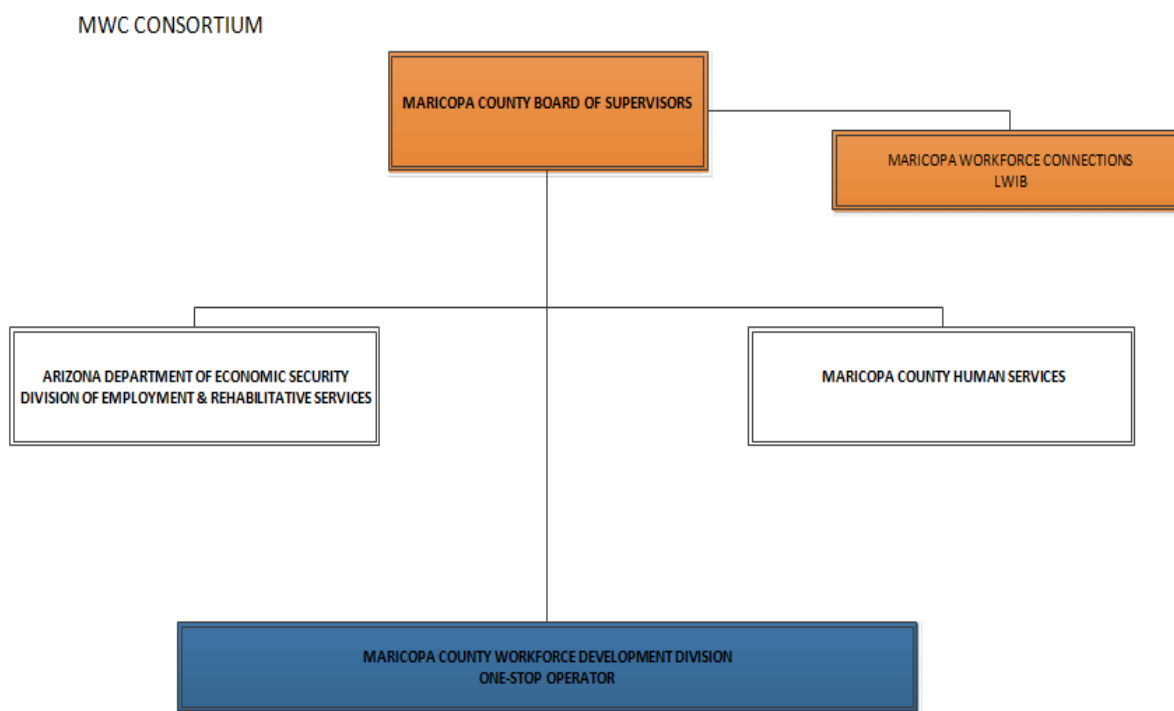 MWC CONSORTIUM
MARICOPA COUNTY BOARD OF SUPERVISORS
MARICOPA WORKFORCE CONNECTIONS
LWIB
ARIZONA DEPARTMENT OF ECONOMIC SECURITY
DIVISION OF EMPLOYMENT & REHABILITATIVE SERVICES
MARICOPA COUNTY HUMAN SERVICES
MARICOPA COUNTY WORKFORCE DEVELOPMENT DIVISION
ONE-STOP OPERATOR